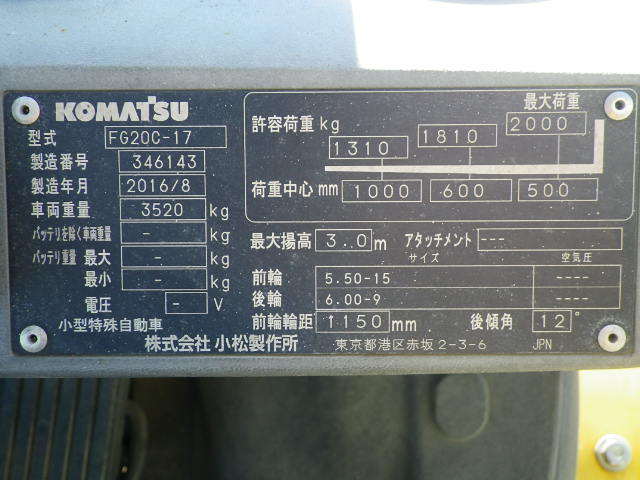 KOMATSU
型式 FG20C-17
製造番号 346143
製造年月 2016/8
車両重量 3520 kg
バッテリを除く車両重量 - kg
バッテリ重量 最大 - kg
最小 - kg
電圧 - V
小型特殊自動車
最大荷重
許容荷重 kg 1310 1810 2000
荷重中心 mm 1000 600 500
最大揚高 3.0 m アタッチメント ---
サイズ 空気圧
前輪 5.50-15 ----
後輪 6.00-9 ----
前輪輪距 1150 mm 後傾角 12°
株式会社 小松製作所 東京都港区赤坂 2-3-6 JPN